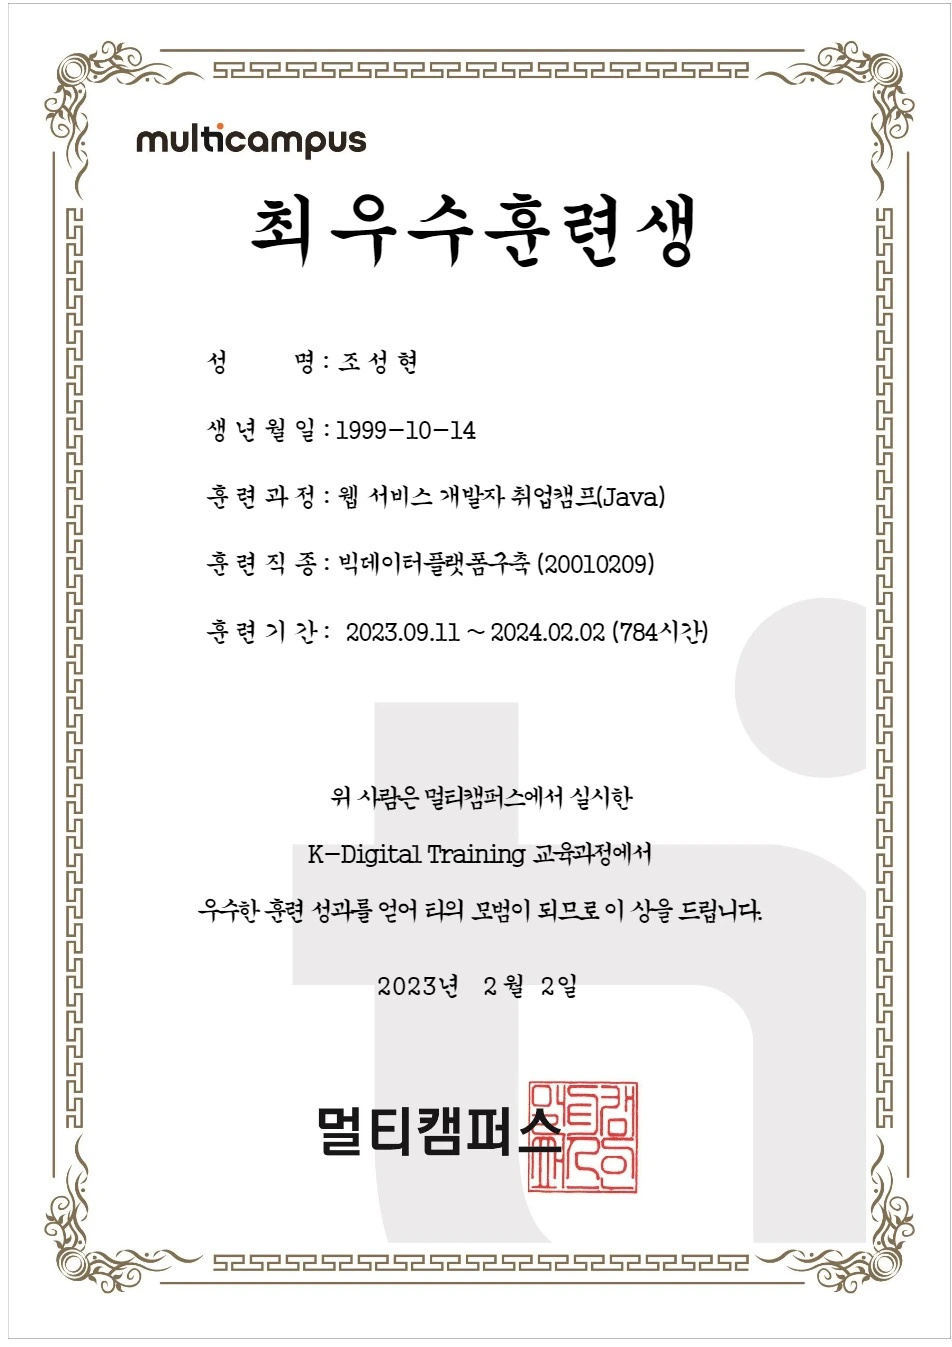 multicampus
최우수훈련생
성 명 : 조 성 현
생 년 월 일 : 1999-10-14
훈 련 과 정 : 웹 서비스 개발자 취업캠프(Java)
훈 련 직 종 : 빅데이터플랫폼구축 (20010209)
훈 련 기 간 : 2023.09.11 ~ 2024.02.02 (784시간)
위 사람은 멀티캠퍼스에서 실시한
K-Digital Training 교육과정에서
우수한 훈련 성과를 얻어 타의 모범이 되므로 이 상을 드립니다.
2023년 2월 2일
멀티캠퍼스